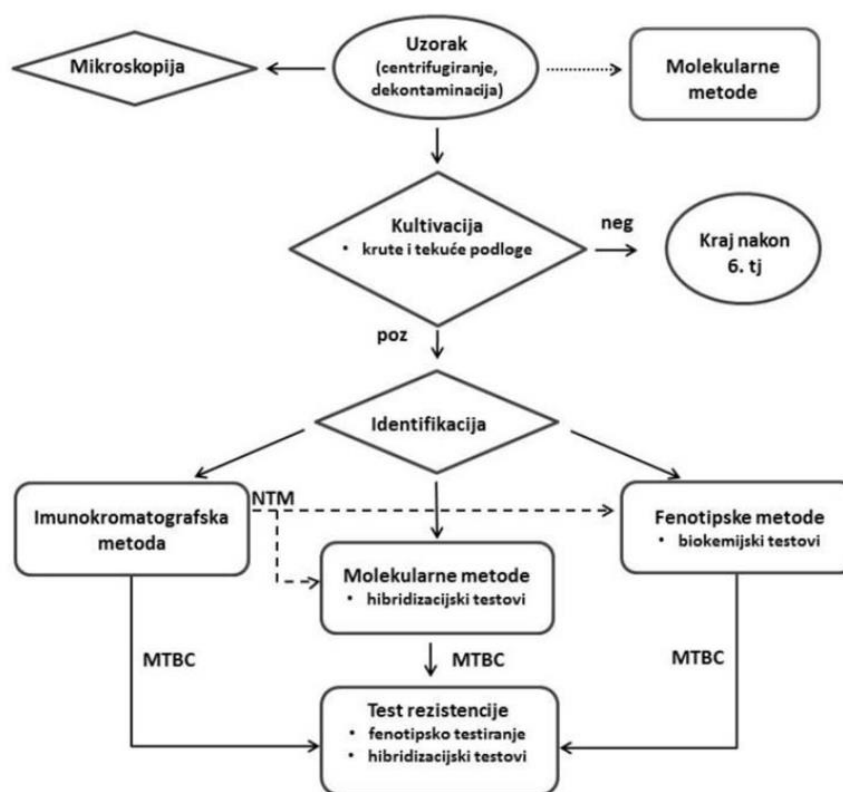 Mikroskopija
Uzorak
(centrifugiranje,
dekontaminacija)
Molekularne
metode
Kultivacija
• krute i tekuće podloge
neg
Kraj nakon
6. tj
poz
Identifikacija
Imunokromatografska
metoda
NTM
Fenotipske metode
• biokemijski testovi
Molekularne metode
• hibridizacijski testovi
MTBC
MTBC
MTBC
Test rezistencije
• fenotipsko testiranje
• hibridizacijski testovi